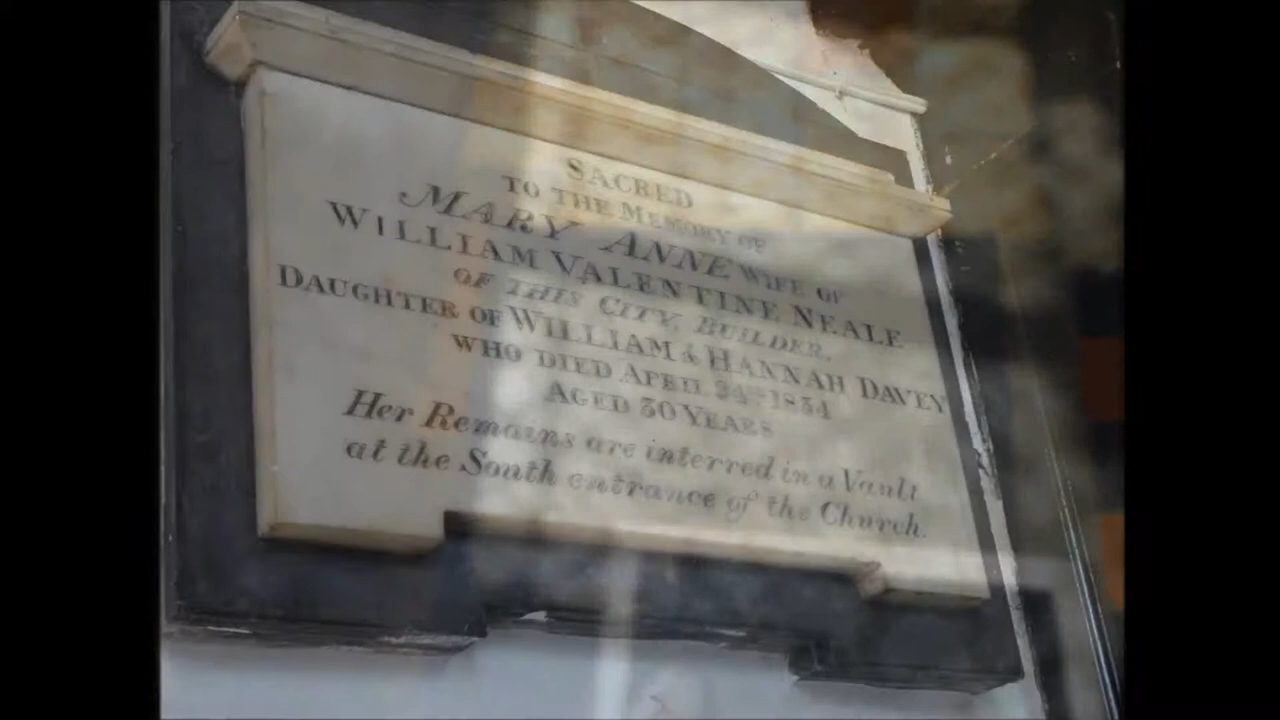 SACRED
TO THE MEMORY OF
MARY ANNE WIFE OF
WILLIAM VALENTINE NEALE
OF THIS CITY, BUILDER,
DAUGHTER OF WILLIAM & HANNAH DAVEY
WHO DIED APRIL 24TH 1834
AGED 30 YEARS
Her Remains are interred in a Vault
at the South entrance of the Church.